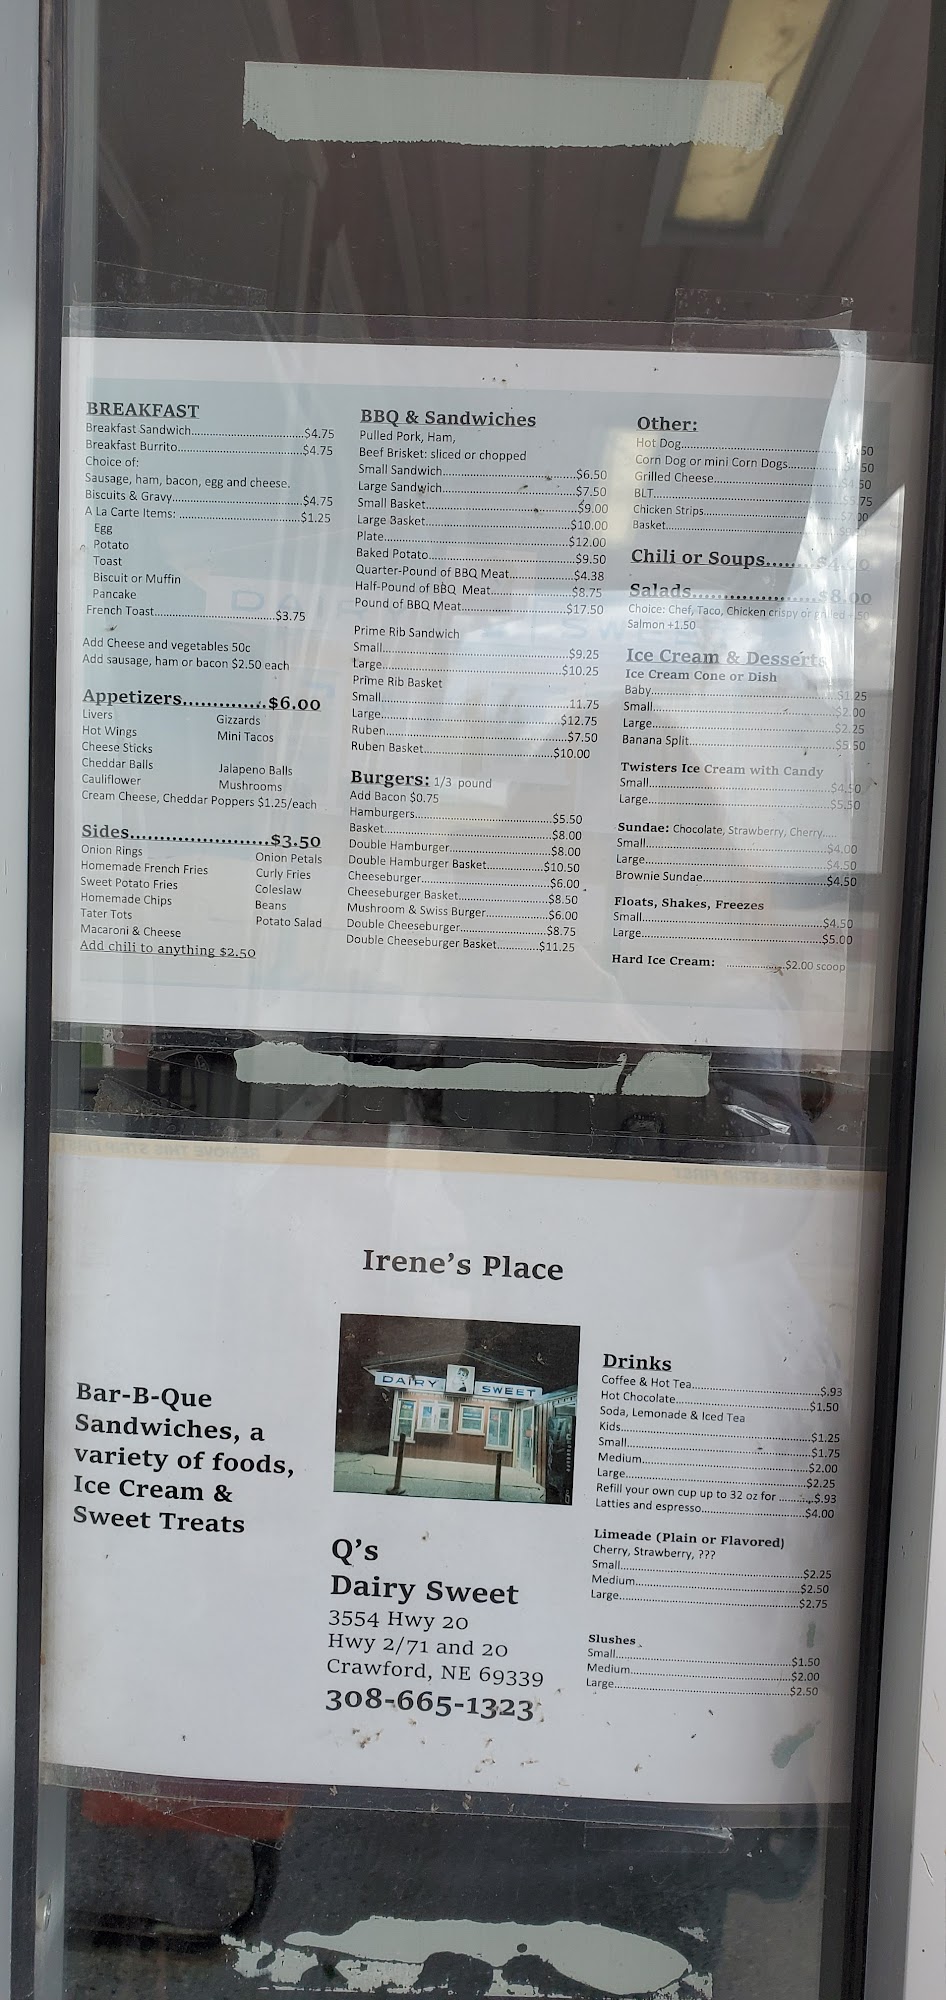 BREAKFAST
Breakfast Sandwich....................................$4.75
Breakfast Burrito........................................$4.75
Choice of:
Sausage, ham, bacon, egg and cheese.
Biscuits & Gravy..........................................$4.75
A La Carte Items: .......................................$1.25
Egg
Potato
Toast
Biscuit or Muffin
Pancake
French Toast......................................$3.75
Add Cheese and vegetables 50c
Add sausage, ham or bacon $2.50 each
Appetizers..............$6.00
Livers Gizzards
Hot Wings Mini Tacos
Cheese Sticks
Cheddar Balls Jalapeno Balls
Cauliflower Mushrooms
Cream Cheese, Cheddar Poppers $1.25/each
Sides.......................$3.50
Onion Rings Onion Petals
Homemade French Fries Curly Fries
Sweet Potato Fries Coleslaw
Homemade Chips Beans
Tater Tots Potato Salad
Macaroni & Cheese
Add chili to anything $2.50
BBQ & Sandwiches
Pulled Pork, Ham,
Beef Brisket: sliced or chopped
Small Sandwich..........................................$6.50
Large Sandwich..........................................$7.50
Small Basket................................................$9.00
Large Basket..............................................$10.00
Plate...........................................................$12.00
Baked Potato...............................................$9.50
Quarter-Pound of BBQ Meat......................$4.38
Half-Pound of BBQ Meat..........................$8.75
Pound of BBQ Meat.................................$17.50
Prime Rib Sandwich
Small...........................................................$9.25
Large.........................................................$10.25
Prime Rib Basket
Small...........................................................11.75
Large.........................................................$12.75
Ruben..........................................................$7.50
Ruben Basket............................................$10.00
Burgers: 1/3 pound
Add Bacon $0.75
Hamburgers................................................$5.50
Basket.........................................................$8.00
Double Hamburger.....................................$8.00
Double Hamburger Basket.......................$10.50
Cheeseburger.............................................$6.00
Cheeseburger Basket.................................$8.50
Mushroom & Swiss Burger........................$6.00
Double Cheeseburger................................$8.75
Double Cheeseburger Basket..................$11.25
Other:
Hot Dog
Corn Dog or mini Corn Dogs
Grilled Cheese
BLT
Chicken Strips
Basket
Chili or Soups
Salads......................$8.00
Choice: Chef, Taco, Chicken crispy or grilled
Salmon +1.50
Ice Cream & Desserts
Ice Cream Cone or Dish
Baby...................................................$1.25
Small..................................................$2.00
Large..................................................$2.25
Banana Split......................................$5.50
Twisters Ice Cream with Candy
Small..................................................$4.50
Large..................................................$5.50
Sundae: Chocolate, Strawberry, Cherry.....
Small..................................................$4.00
Large..................................................$4.50
Brownie Sundae................................$4.50
Floats, Shakes, Freezes
Small..................................................$4.50
Large..................................................$5.00
Hard Ice Cream: ....................$2.00 scoop
Irene's Place
Bar-B-Que
Sandwiches, a
variety of foods,
Ice Cream &
Sweet Treats
DAIRY SWEET
Q's
Dairy Sweet
3554 Hwy 20
Hwy 2/71 and 20
Crawford, NE 69339
308-665-1323
Drinks
Coffee & Hot Tea........................................$.93
Hot Chocolate..........................................$1.50
Soda, Lemonade & Iced Tea
Kids.........................................................$1.25
Small.......................................................$1.75
Medium...................................................$2.00
Large.......................................................$2.25
Refill your own cup up to 32 oz for ............$.93
Latties and espresso................................$4.00
Limeade (Plain or Flavored)
Cherry, Strawberry, ???
Small.......................................................$2.25
Medium...................................................$2.50
Large.......................................................$2.75
Slushes
Small.......................................................$1.50
Medium...................................................$2.00
Large.......................................................$2.50